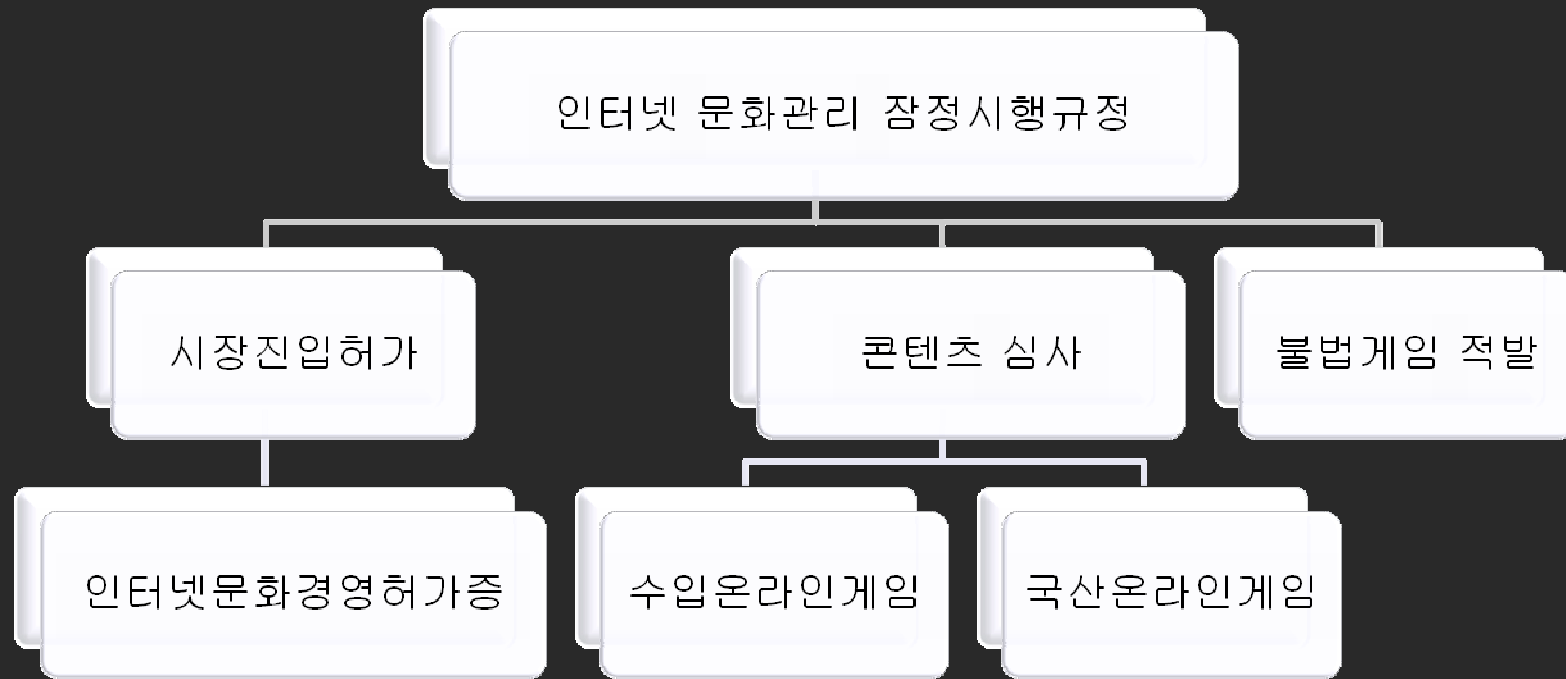 인터넷 문화관리 잠정시행규정
시장진입허가
콘텐츠 심사
불법게임 적발
인터넷문화경영허가증
수입온라인게임
국산온라인게임